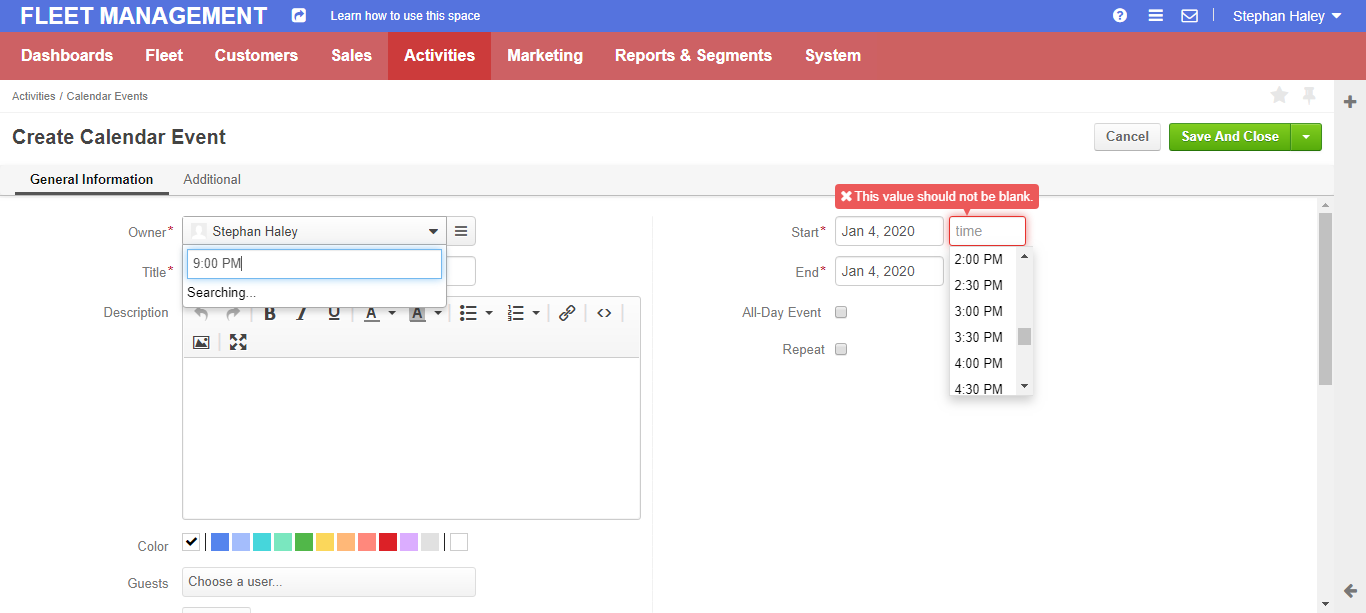 FLEET MANAGEMENT Learn how to use this space Stephan Haley
Dashboards Fleet Customers Sales Activities Marketing Reports & Segments System
Activities / Calendar Events
Create Calendar Event Cancel Save And Close
General Information Additional
This value should not be blank.
Owner* Stephan Haley Start* Jan 4, 2020 time
9:00 PM 2:00 PM
Title* End* Jan 4, 2020
Searching... 2:30 PM
Description B I U A A All-Day Event 3:00 PM
3:30 PM
Repeat
4:00 PM
4:30 PM
Color
Guests Choose a user...